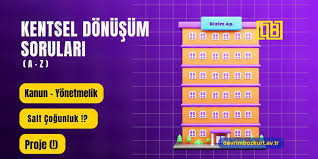 KENTSEL DÖNÜŞÜM
SORULARI
(A - Z)
Kanun - Yönetmelik
Salt Çoğunluk !?
Proje (!)
Bizim Ap.
devrimbozkurt.av.tr